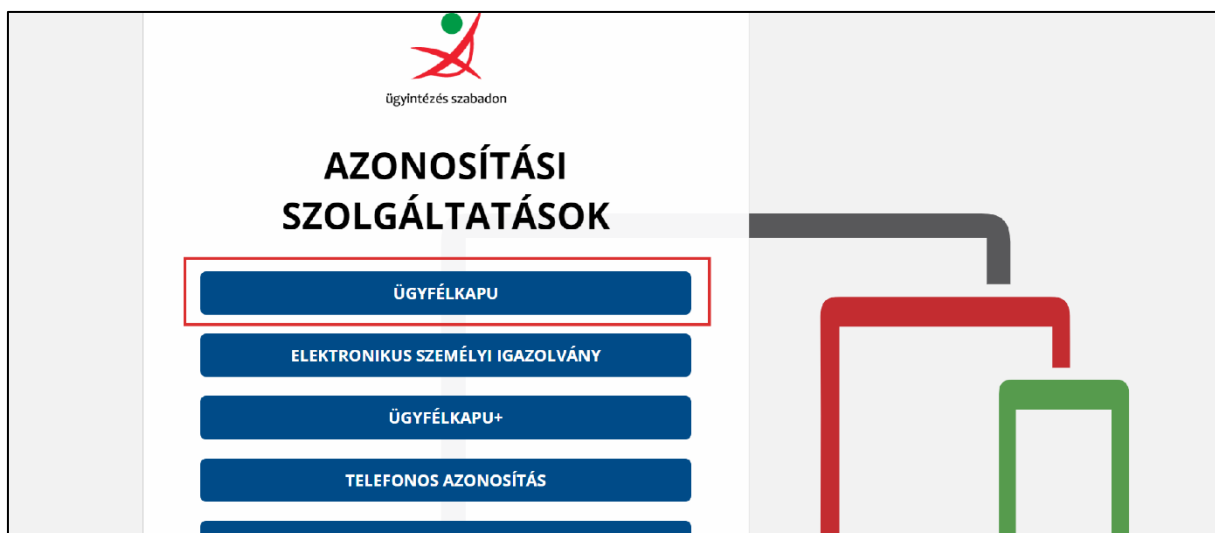 ügyintézés szabadon
AZONOSÍTÁSI
SZOLGÁLTATÁSOK
ÜGYFÉLKAPU
ELEKTRONIKUS SZEMÉLYI IGAZOLVÁNY
ÜGYFÉLKAPU+
TELEFONOS AZONOSÍTÁS